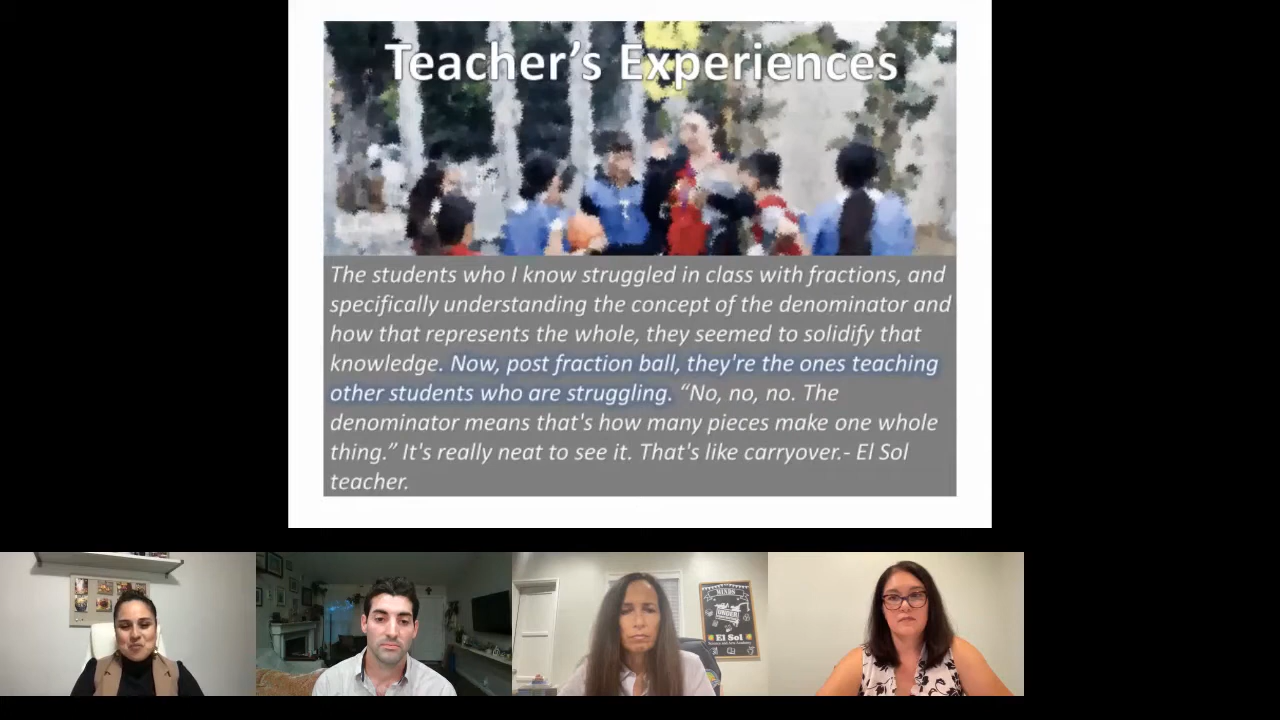 Teacher's Experiences
The students who I know struggled in class with fractions, and
specifically understanding the concept of the denominator and
how that represents the whole, they seemed to solidify that
knowledge. Now, post fraction ball, they're the ones teaching
other students who are struggling. “No, no, no. The
denominator means that's how many pieces make one whole
thing.” It's really neat to see it. That's like carryover.- El Sol
teacher.
MINDS
UNDER
El Sol